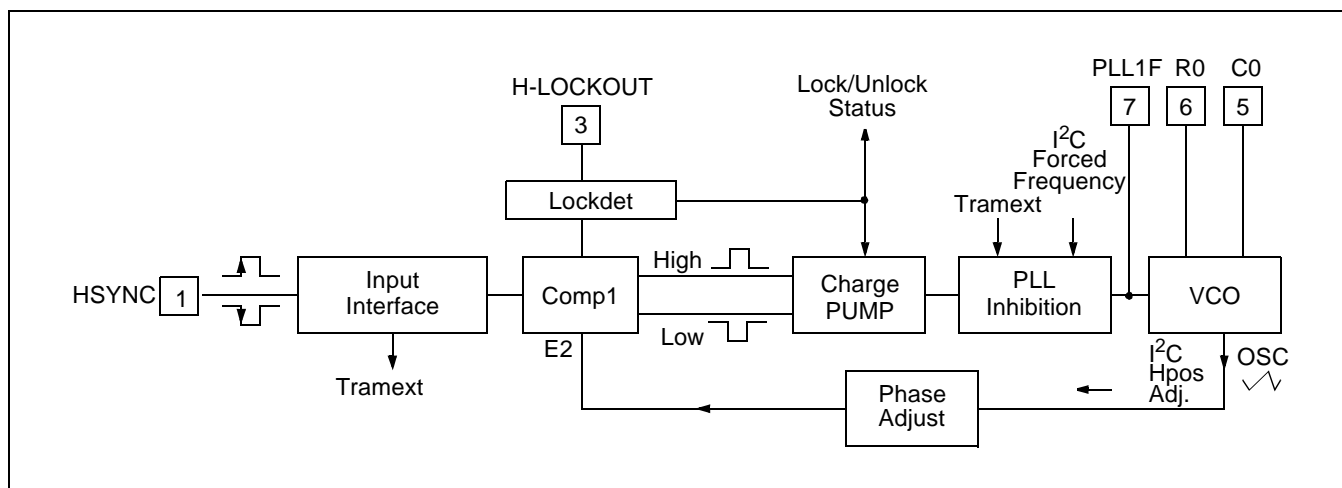 H-LOCKOUT
3
Lock/Unlock
Status
PLL1F
R0
C0
7
6
5
I²C
Forced
Frequency
Tramext
Lockdet
HSYNC
1
Input
Interface
Tramext
Comp1
E2
High
Low
Charge
PUMP
PLL
Inhibition
VCO
I²C
Hpos
Adj.
OSC
Phase
Adjust